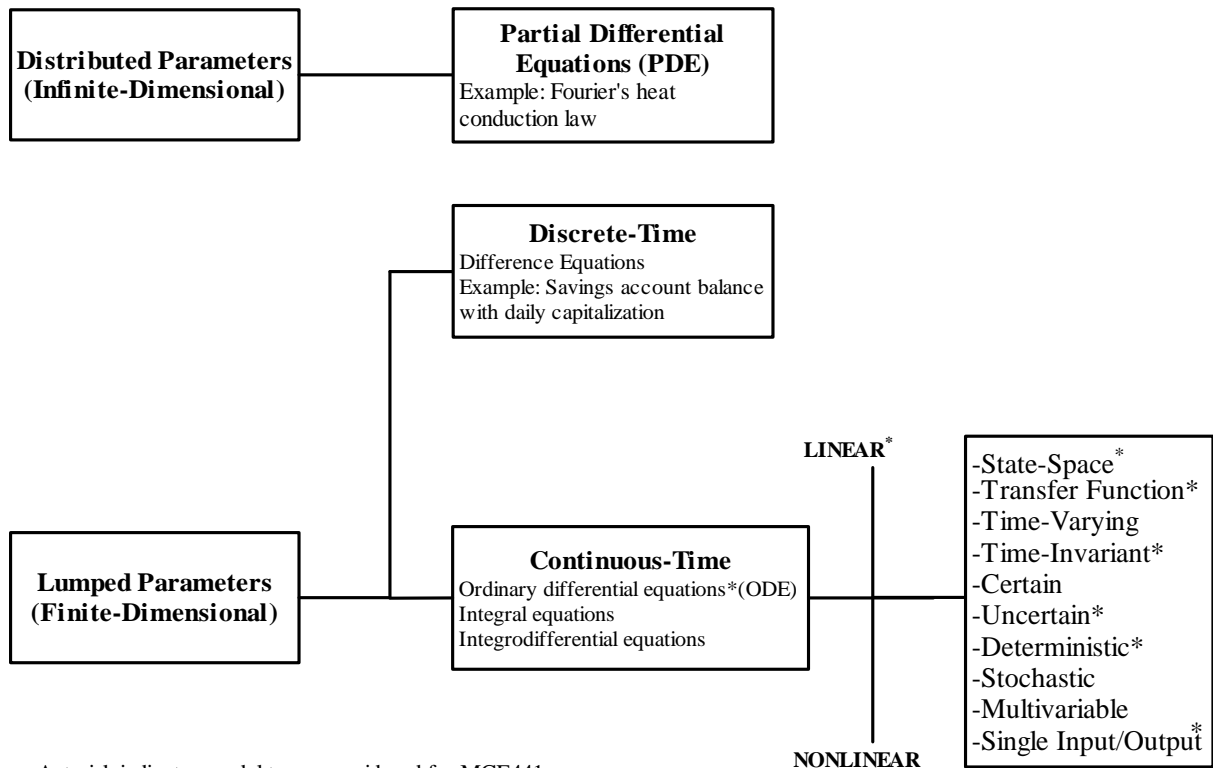 Distributed Parameters
(Infinite-Dimensional)
Partial Differential
Equations (PDE)
Example: Fourier's heat
conduction law
Discrete-Time
Difference Equations
Example: Savings account balance
with daily capitalization
Lumped Parameters
(Finite-Dimensional)
Continuous-Time
Ordinary differential equations*(ODE)
Integral equations
Integrodifferential equations
LINEAR*
NONLINEAR
-State-Space*
-Transfer Function*
-Time-Varying
-Time-Invariant*
-Certain
-Uncertain*
-Deterministic*
-Stochastic
-Multivariable
-Single Input/Output*